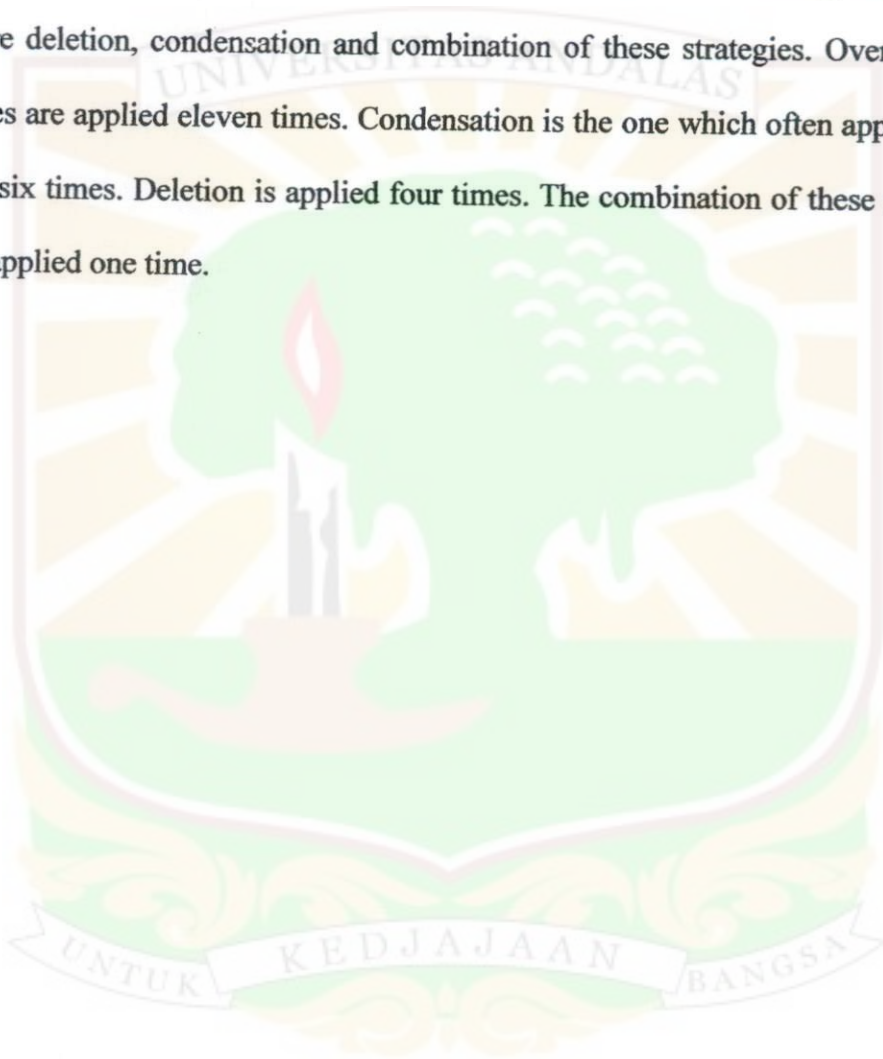 e deletion, condensation and combination of these strategies. Over
es are applied eleven times. Condensation is the one which often app
six times. Deletion is applied four times. The combination of these
pplied one time.
UNIVERSITAS ANDALAS
UNTUK KEDJAJAAN BANGSA